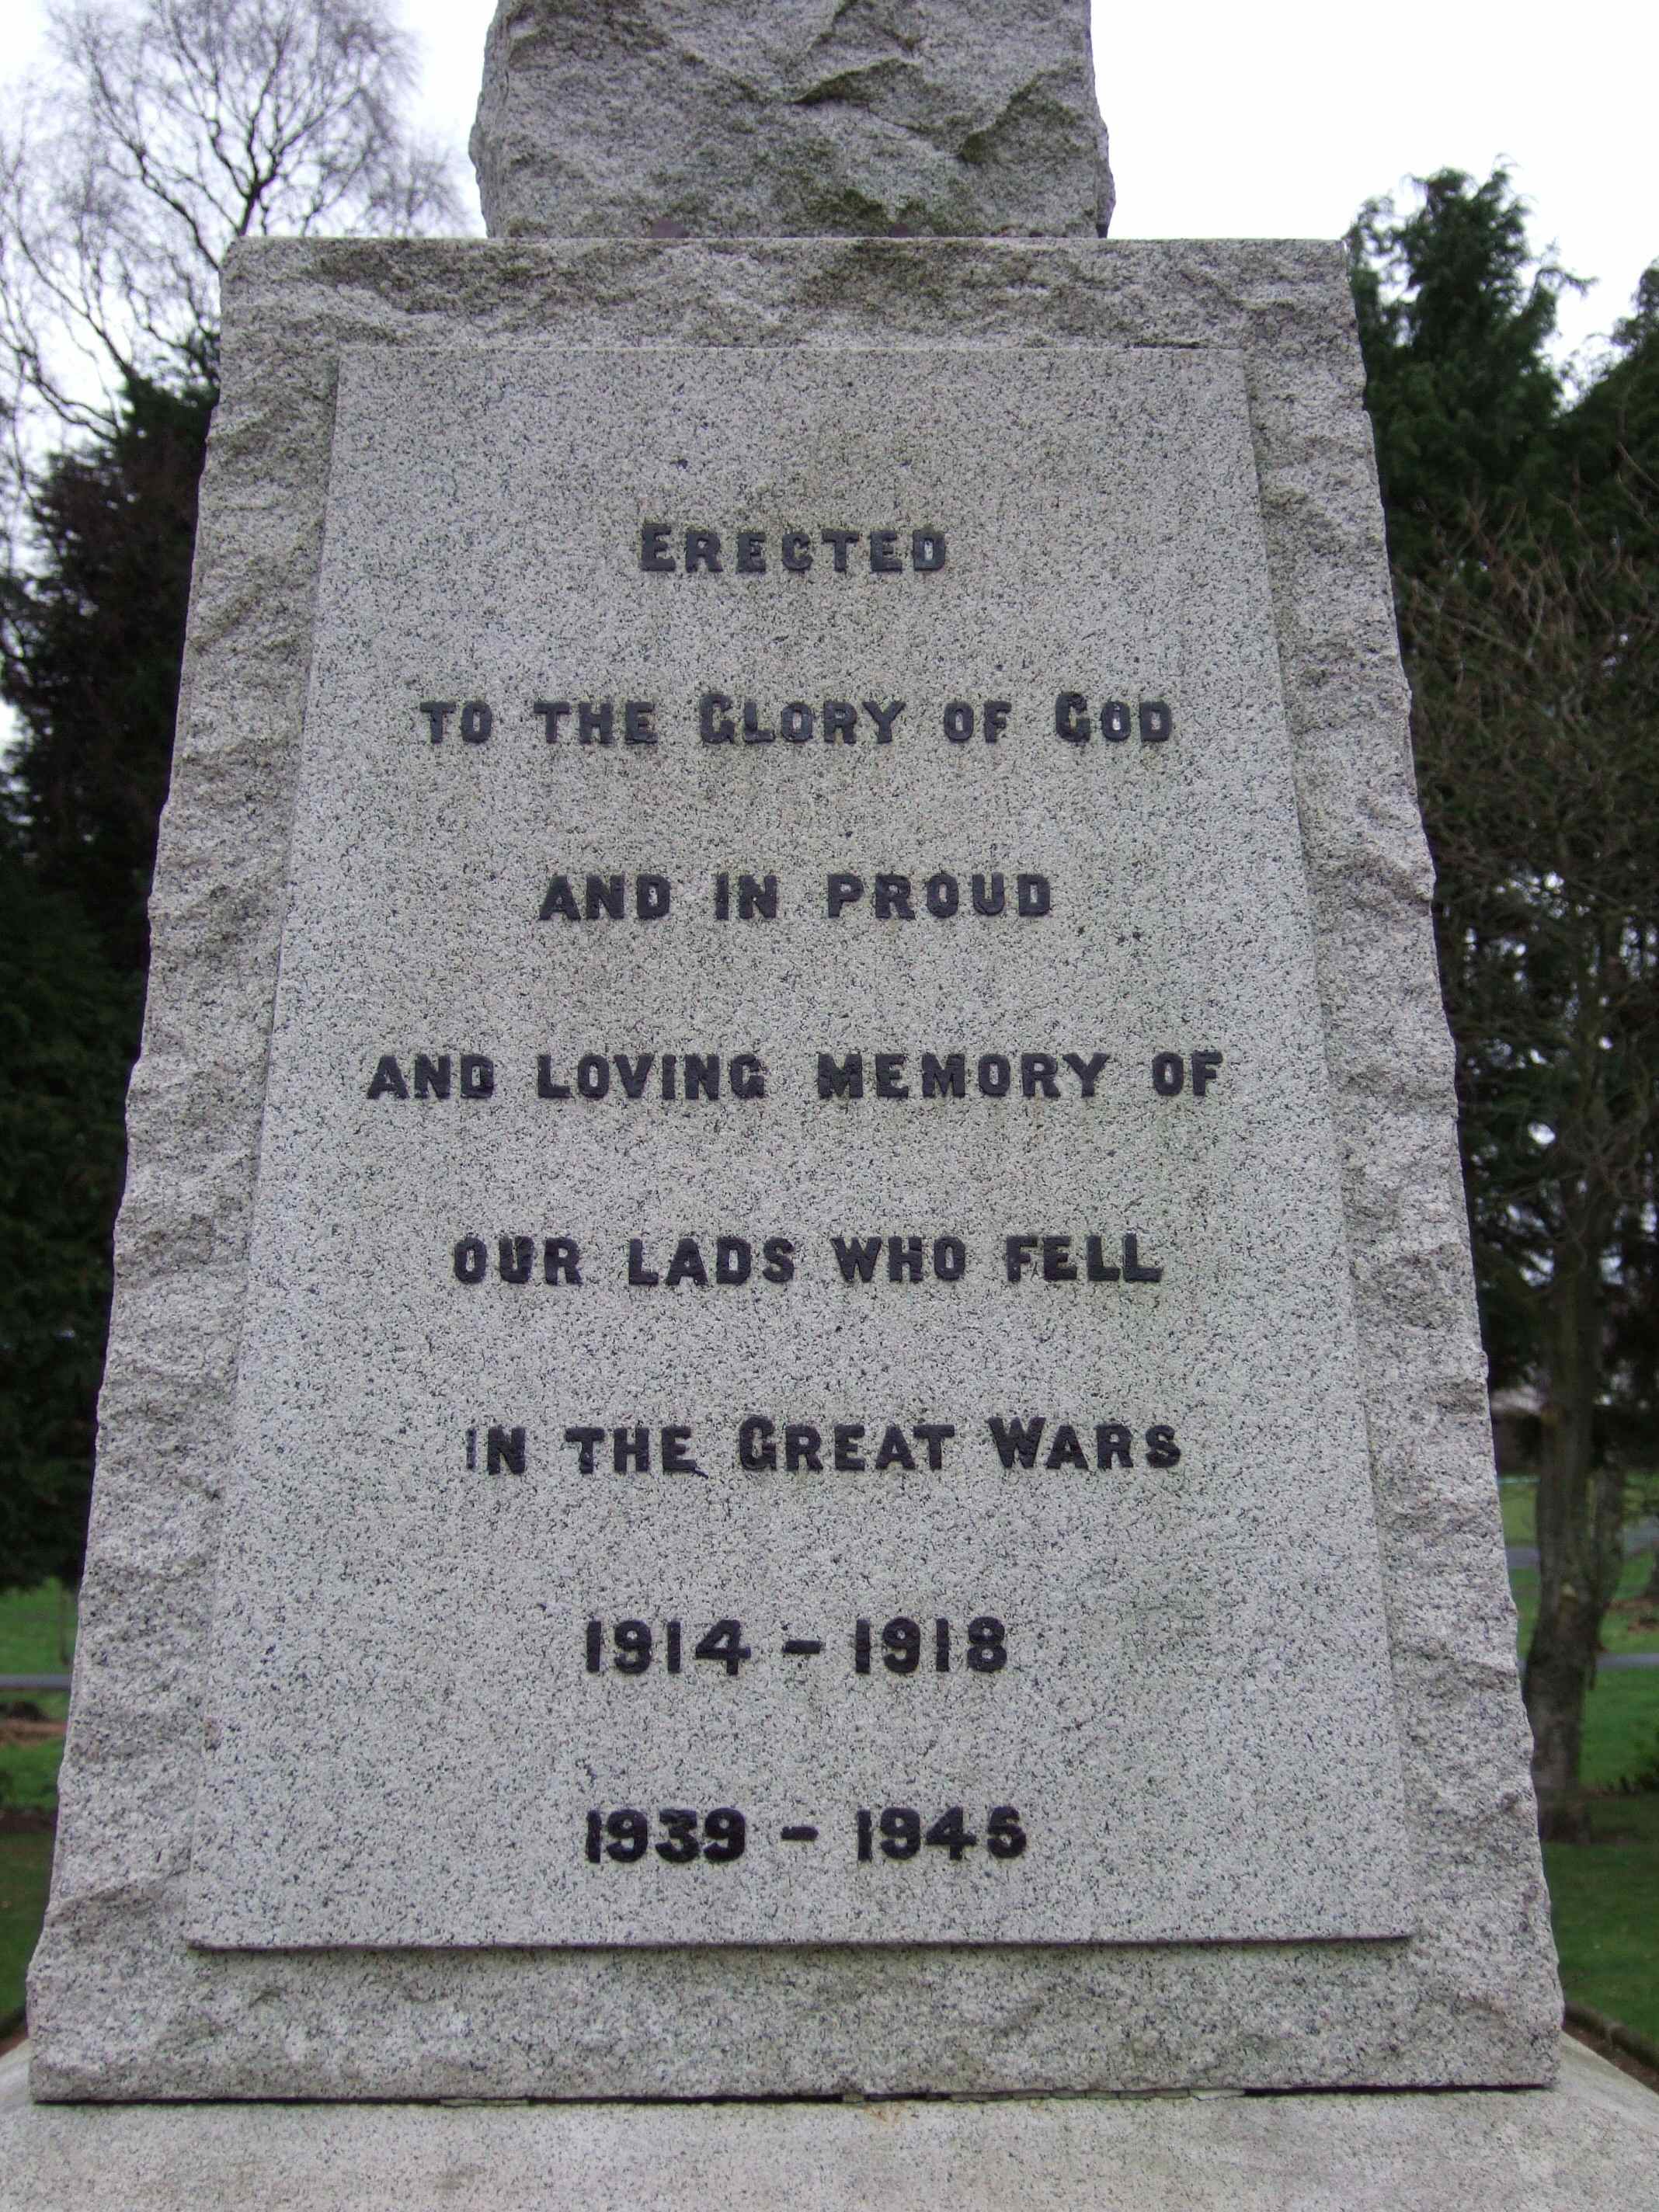 ERECTED
TO THE GLORY OF GOD
AND IN PROUD
AND LOVING MEMORY OF
OUR LADS WHO FELL
IN THE GREAT WARS
1914 - 1918
1939 - 1945